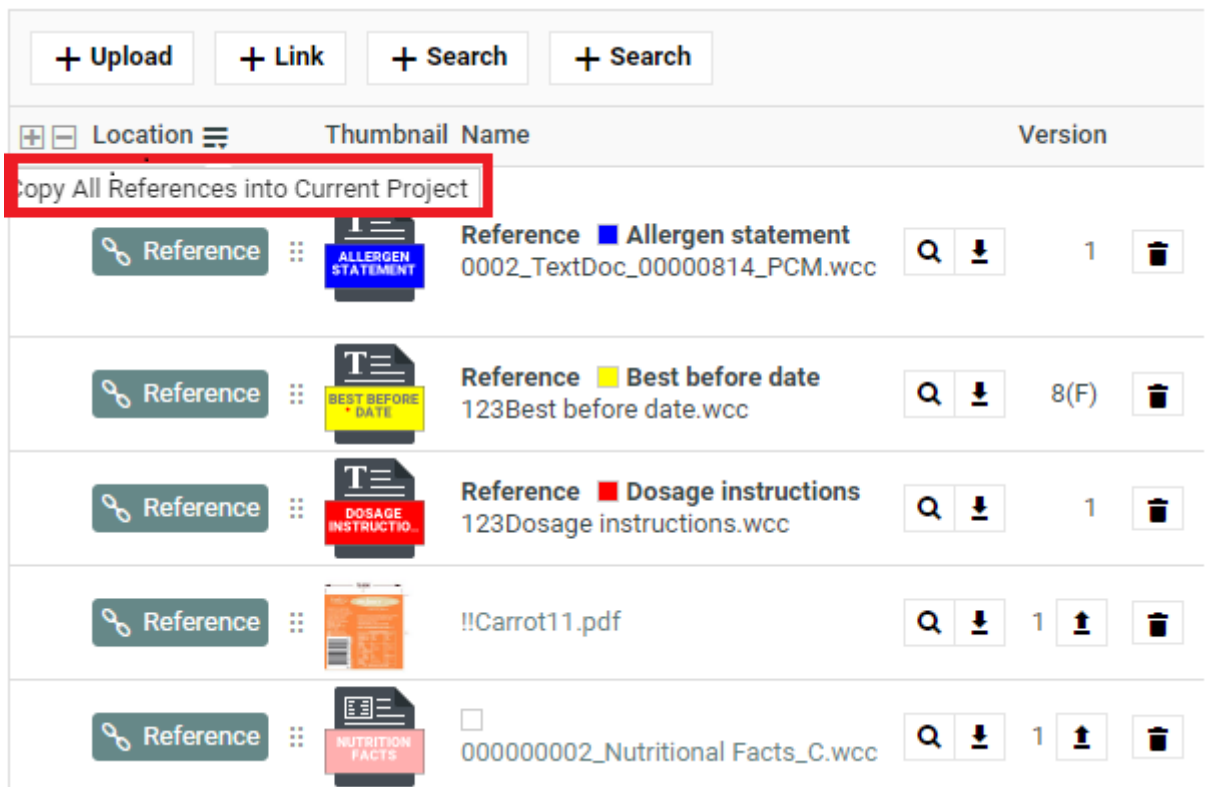 + Upload + Link + Search + Search
Location Thumbnail Name Version
Copy All References into Current Project
Reference ALLERGEN STATEMENT Reference Allergen statement 1
0002_TextDoc_00000814_PCM.wcc
Reference BEST BEFORE * DATE Reference Best before date 8(F)
123Best before date.wcc
Reference DOSAGE INSTRUCTIO... Reference Dosage instructions 1
123Dosage instructions.wcc
Reference !!Carrot11.pdf 1
Reference NUTRITION FACTS 000000002_Nutritional Facts_C.wcc 1